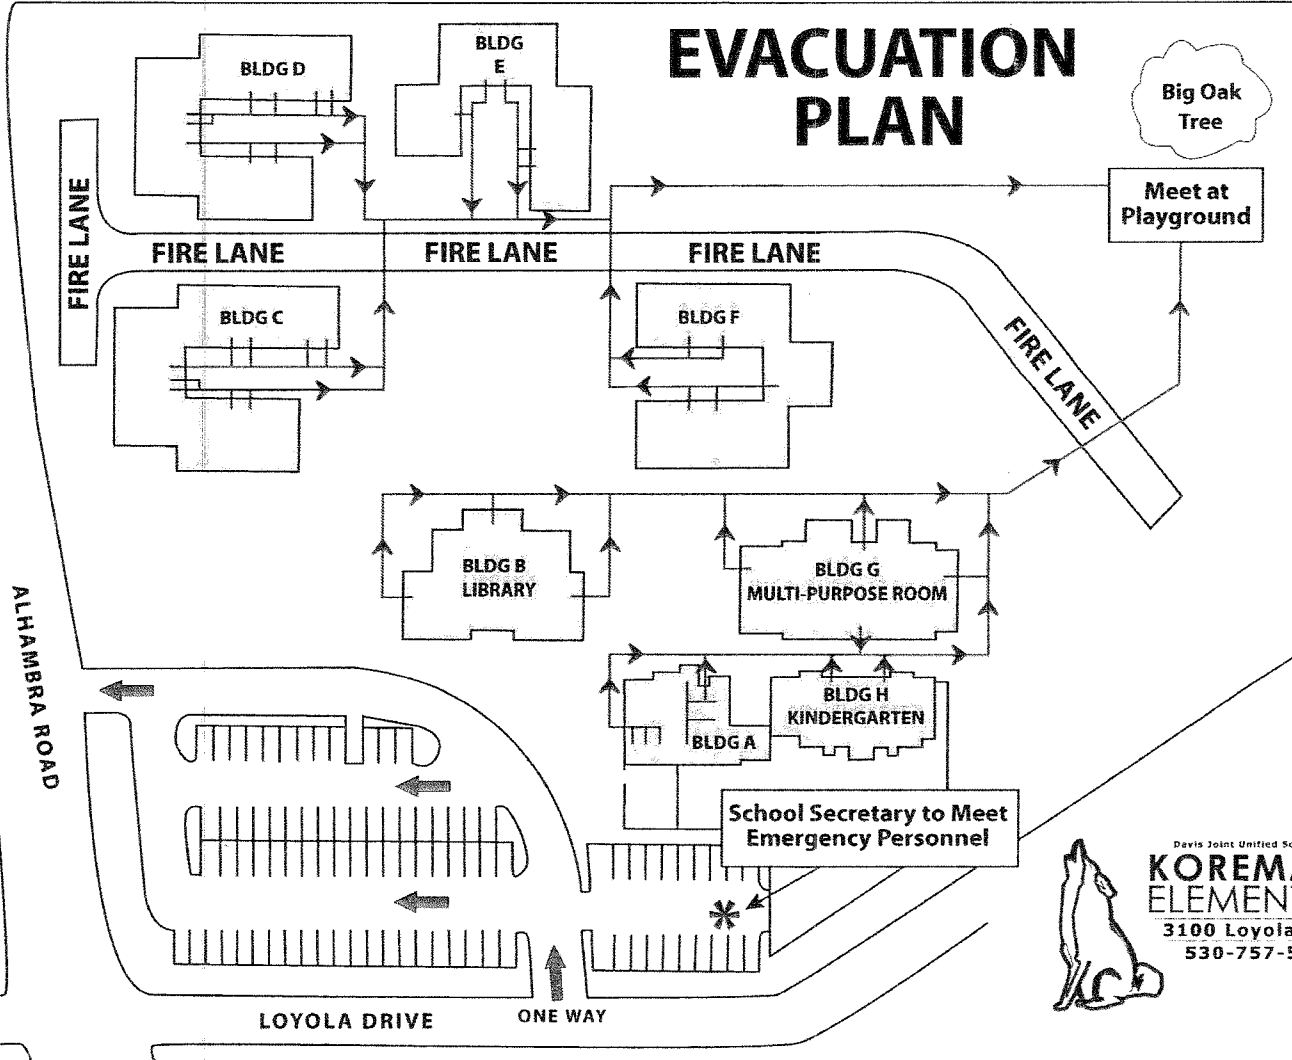 EVACUATION
PLAN
BLDG D
BLDG
E
Big Oak
Tree
Meet at
Playground
FIRE LANE
FIRE LANE
FIRE LANE
FIRE LANE
FIRE LANE
BLDG C
BLDG F
BLDG B
LIBRARY
BLDG G
MULTI-PURPOSE ROOM
BLDG H
KINDERGARTEN
BLDG A
ALHAMBRA ROAD
School Secretary to Meet
Emergency Personnel
*
LOYOLA DRIVE
ONE WAY
Davis Joint Unified Sc
KOREMA
ELEMENT
3100 Loyola
530-757-5